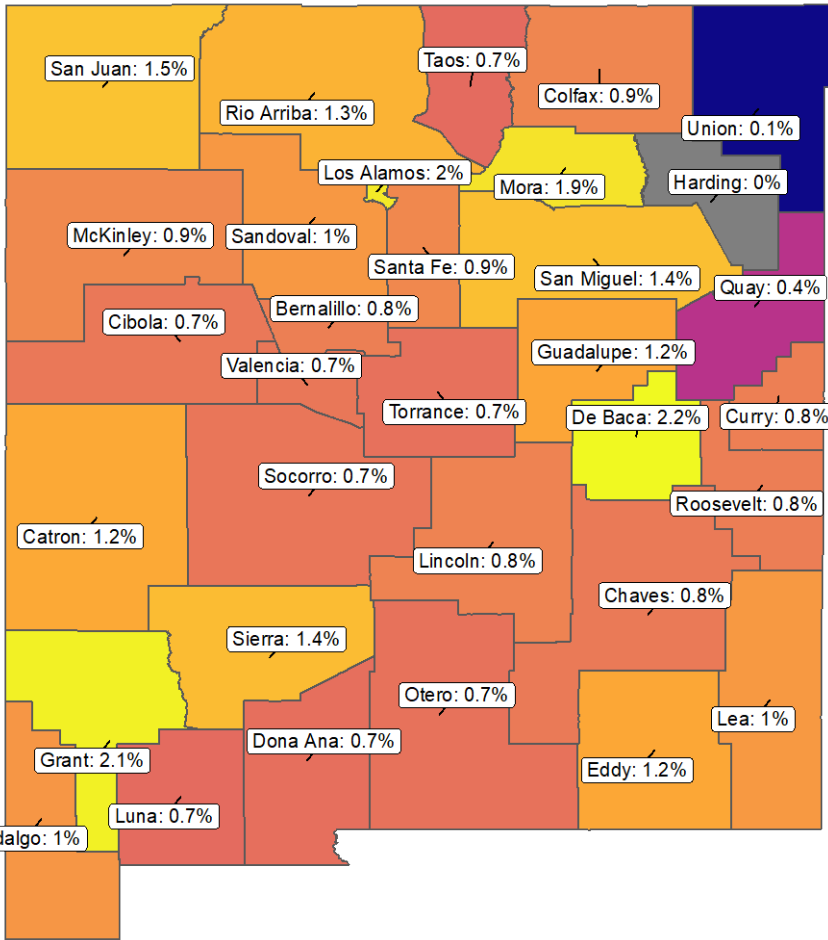 San Juan: 1.5%
Taos: 0.7%
Colfax: 0.9%
Rio Arriba: 1.3%
Union: 0.1%
Los Alamos: 2%
Mora: 1.9%
Harding: 0%
McKinley: 0.9%
Sandoval: 1%
Santa Fe: 0.9%
San Miguel: 1.4%
Quay: 0.4%
Cibola: 0.7%
Bernalillo: 0.8%
Valencia: 0.7%
Guadalupe: 1.2%
Torrance: 0.7%
De Baca: 2.2%
Curry: 0.8%
Socorro: 0.7%
Roosevelt: 0.8%
Catron: 1.2%
Lincoln: 0.8%
Chaves: 0.8%
Sierra: 1.4%
Otero: 0.7%
Lea: 1%
Dona Ana: 0.7%
Grant: 2.1%
Eddy: 1.2%
Luna: 0.7%
dalgo: 1%